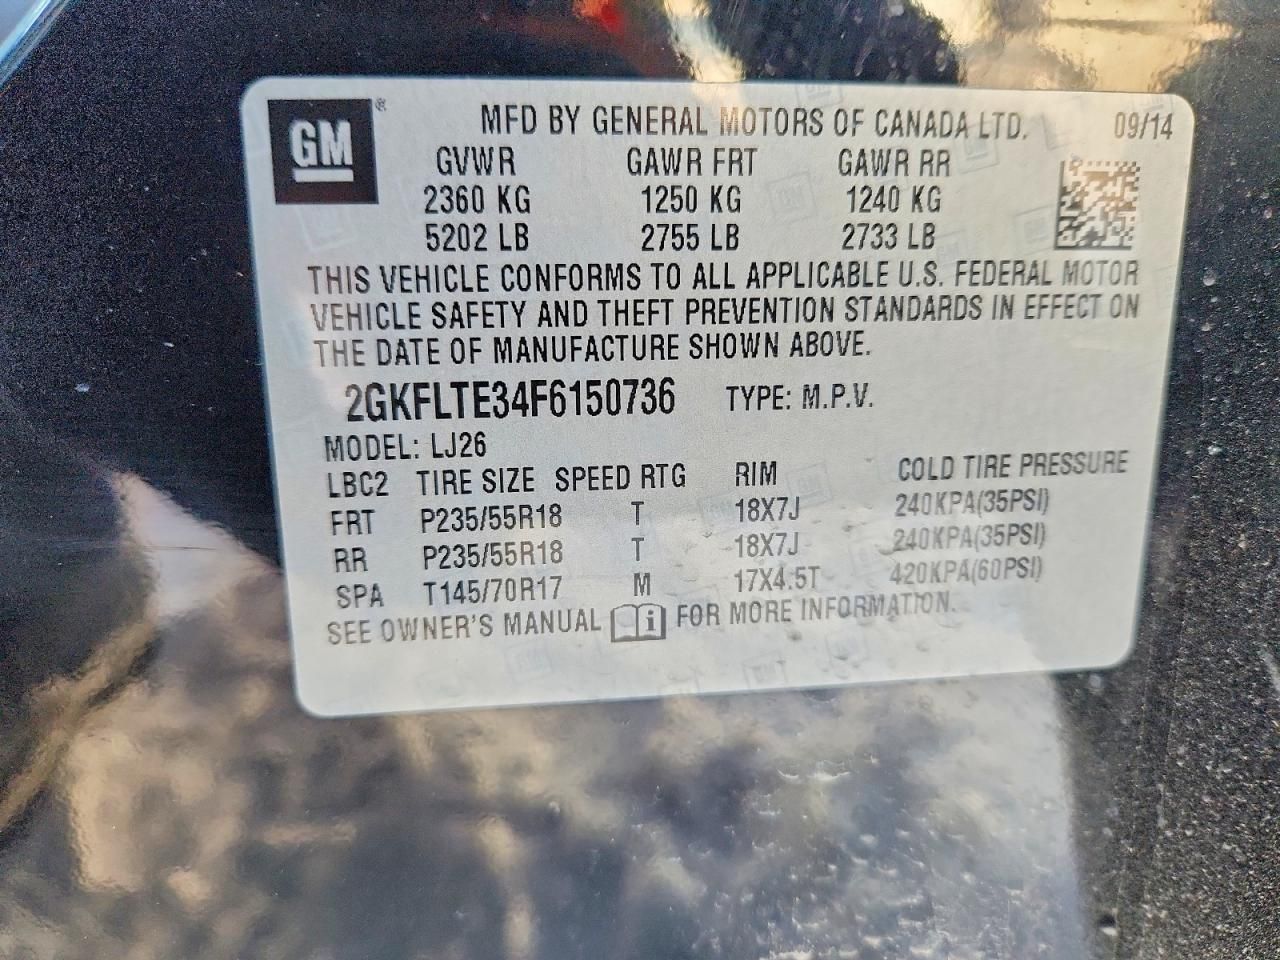 GM®
MFD BY GENERAL MOTORS OF CANADA LTD. 09/14
GVWR GAWR FRT GAWR RR
2360 KG 1250 KG 1240 KG
5202 LB 2755 LB 2733 LB
THIS VEHICLE CONFORMS TO ALL APPLICABLE U.S. FEDERAL MOTOR
VEHICLE SAFETY AND THEFT PREVENTION STANDARDS IN EFFECT ON
THE DATE OF MANUFACTURE SHOWN ABOVE.
2GKFLTE34F6150736 TYPE: M.P.V.
MODEL: LJ26
LBC2 TIRE SIZE SPEED RTG RIM COLD TIRE PRESSURE
FRT P235/55R18 T 18X7J 240KPA(35PSI)
RR P235/55R18 T 18X7J 240KPA(35PSI)
SPA T145/70R17 M 17X4.5T 420KPA(60PSI)
SEE OWNER'S MANUAL i FOR MORE INFORMATION.